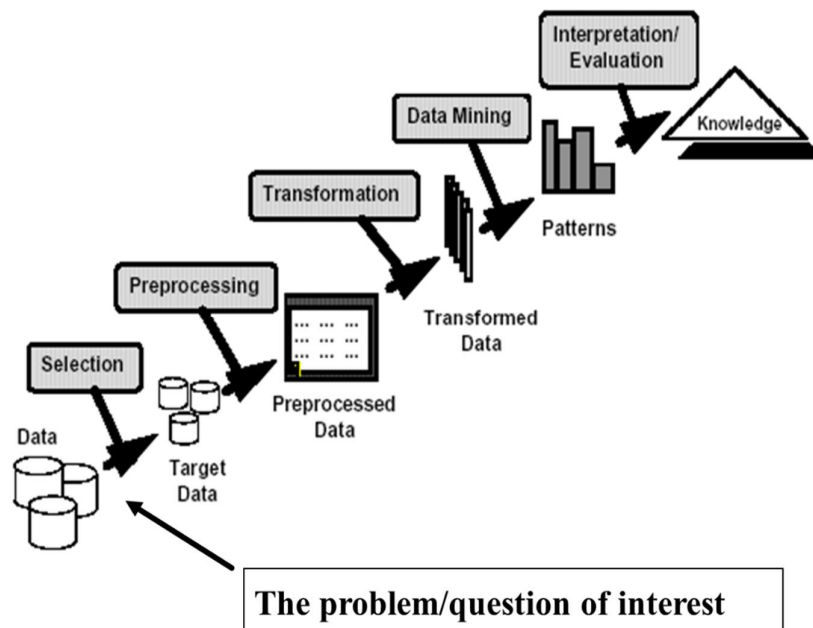 Interpretation/
Evaluation
Knowledge
Data Mining
Patterns
Transformation
Transformed
Data
Preprocessing
Preprocessed
Data
Selection
Target
Data
Data
The problem/question of interest